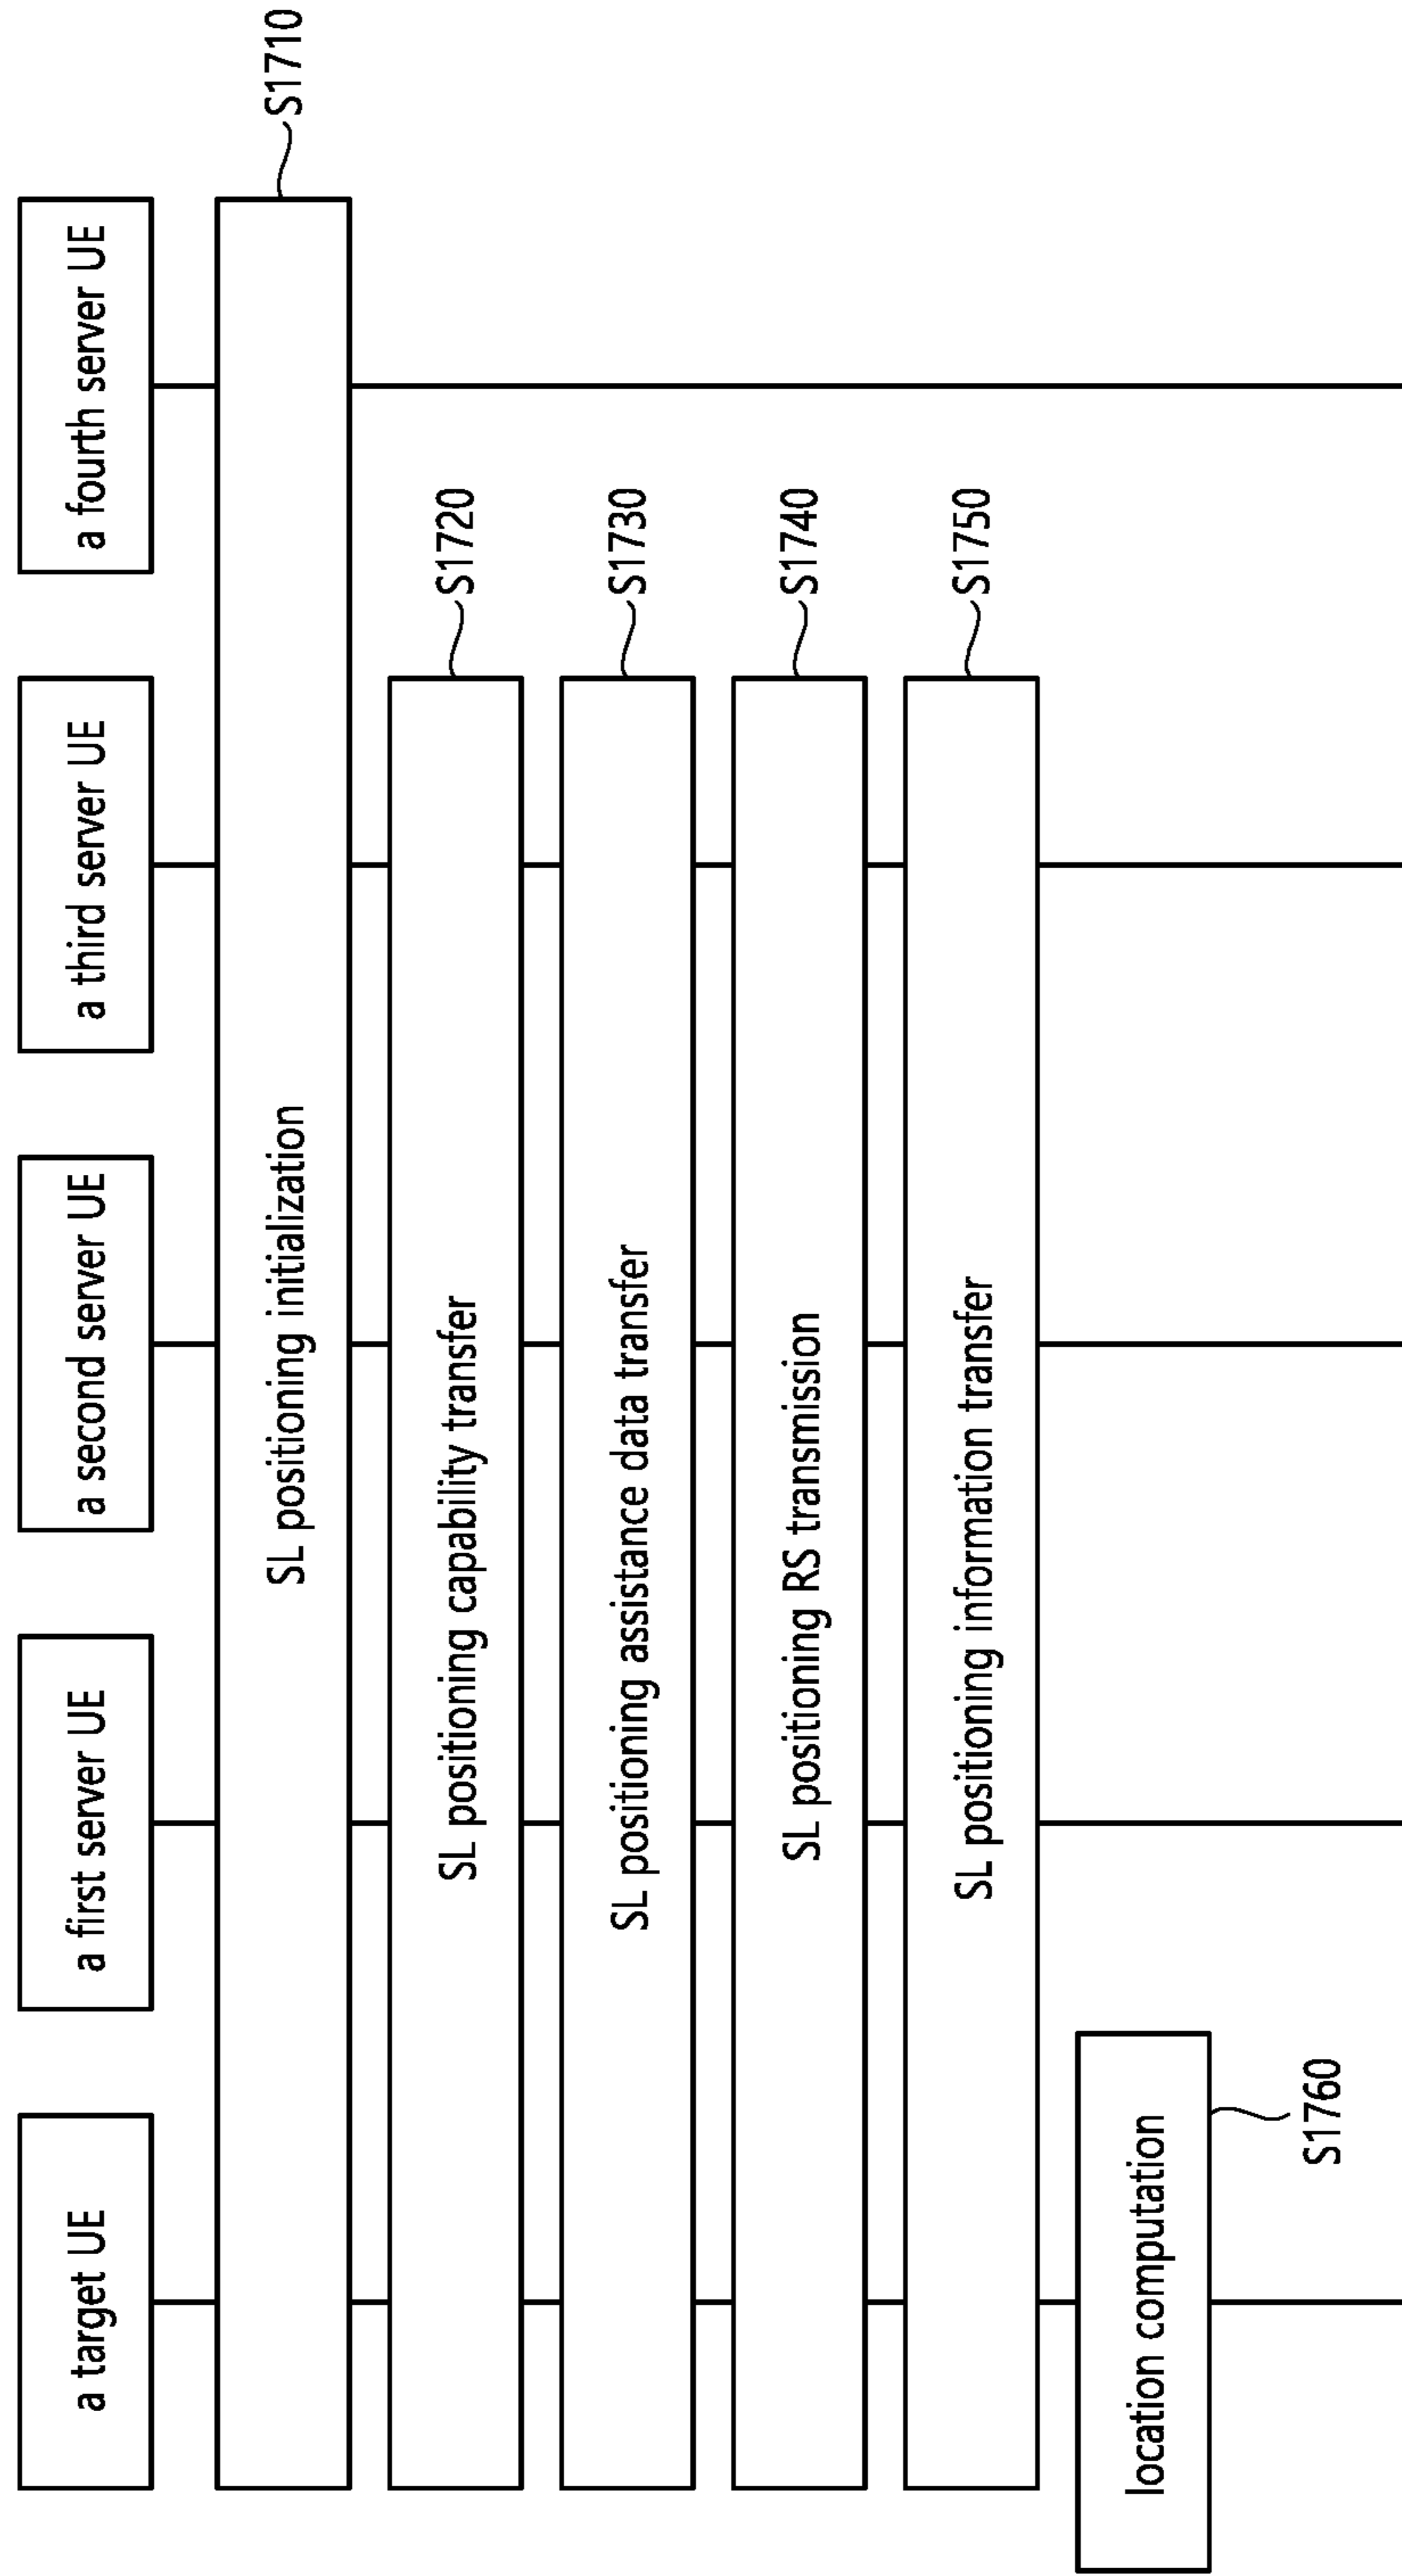 a target UE
a first server UE
a second server UE
a third server UE
a fourth server UE
SL positioning initialization
S1710
SL positioning capability transfer
S1720
SL positioning assistance data transfer
S1730
SL positioning RS transmission
S1740
SL positioning information transfer
S1750
location computation
S1760